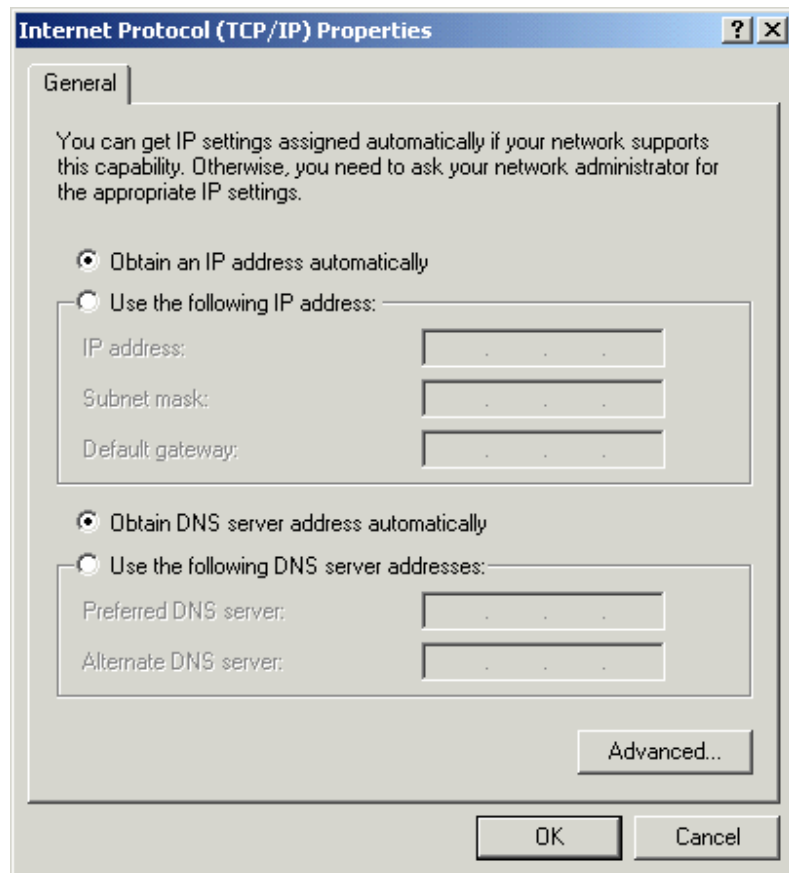 Internet Protocol (TCP/IP) Properties
General
You can get IP settings assigned automatically if your network supports
this capability. Otherwise, you need to ask your network administrator for
the appropriate IP settings.
Obtain an IP address automatically
Use the following IP address:
IP address:
Subnet mask:
Default gateway:
Obtain DNS server address automatically
Use the following DNS server addresses:
Preferred DNS server:
Alternate DNS server:
Advanced...
OK
Cancel